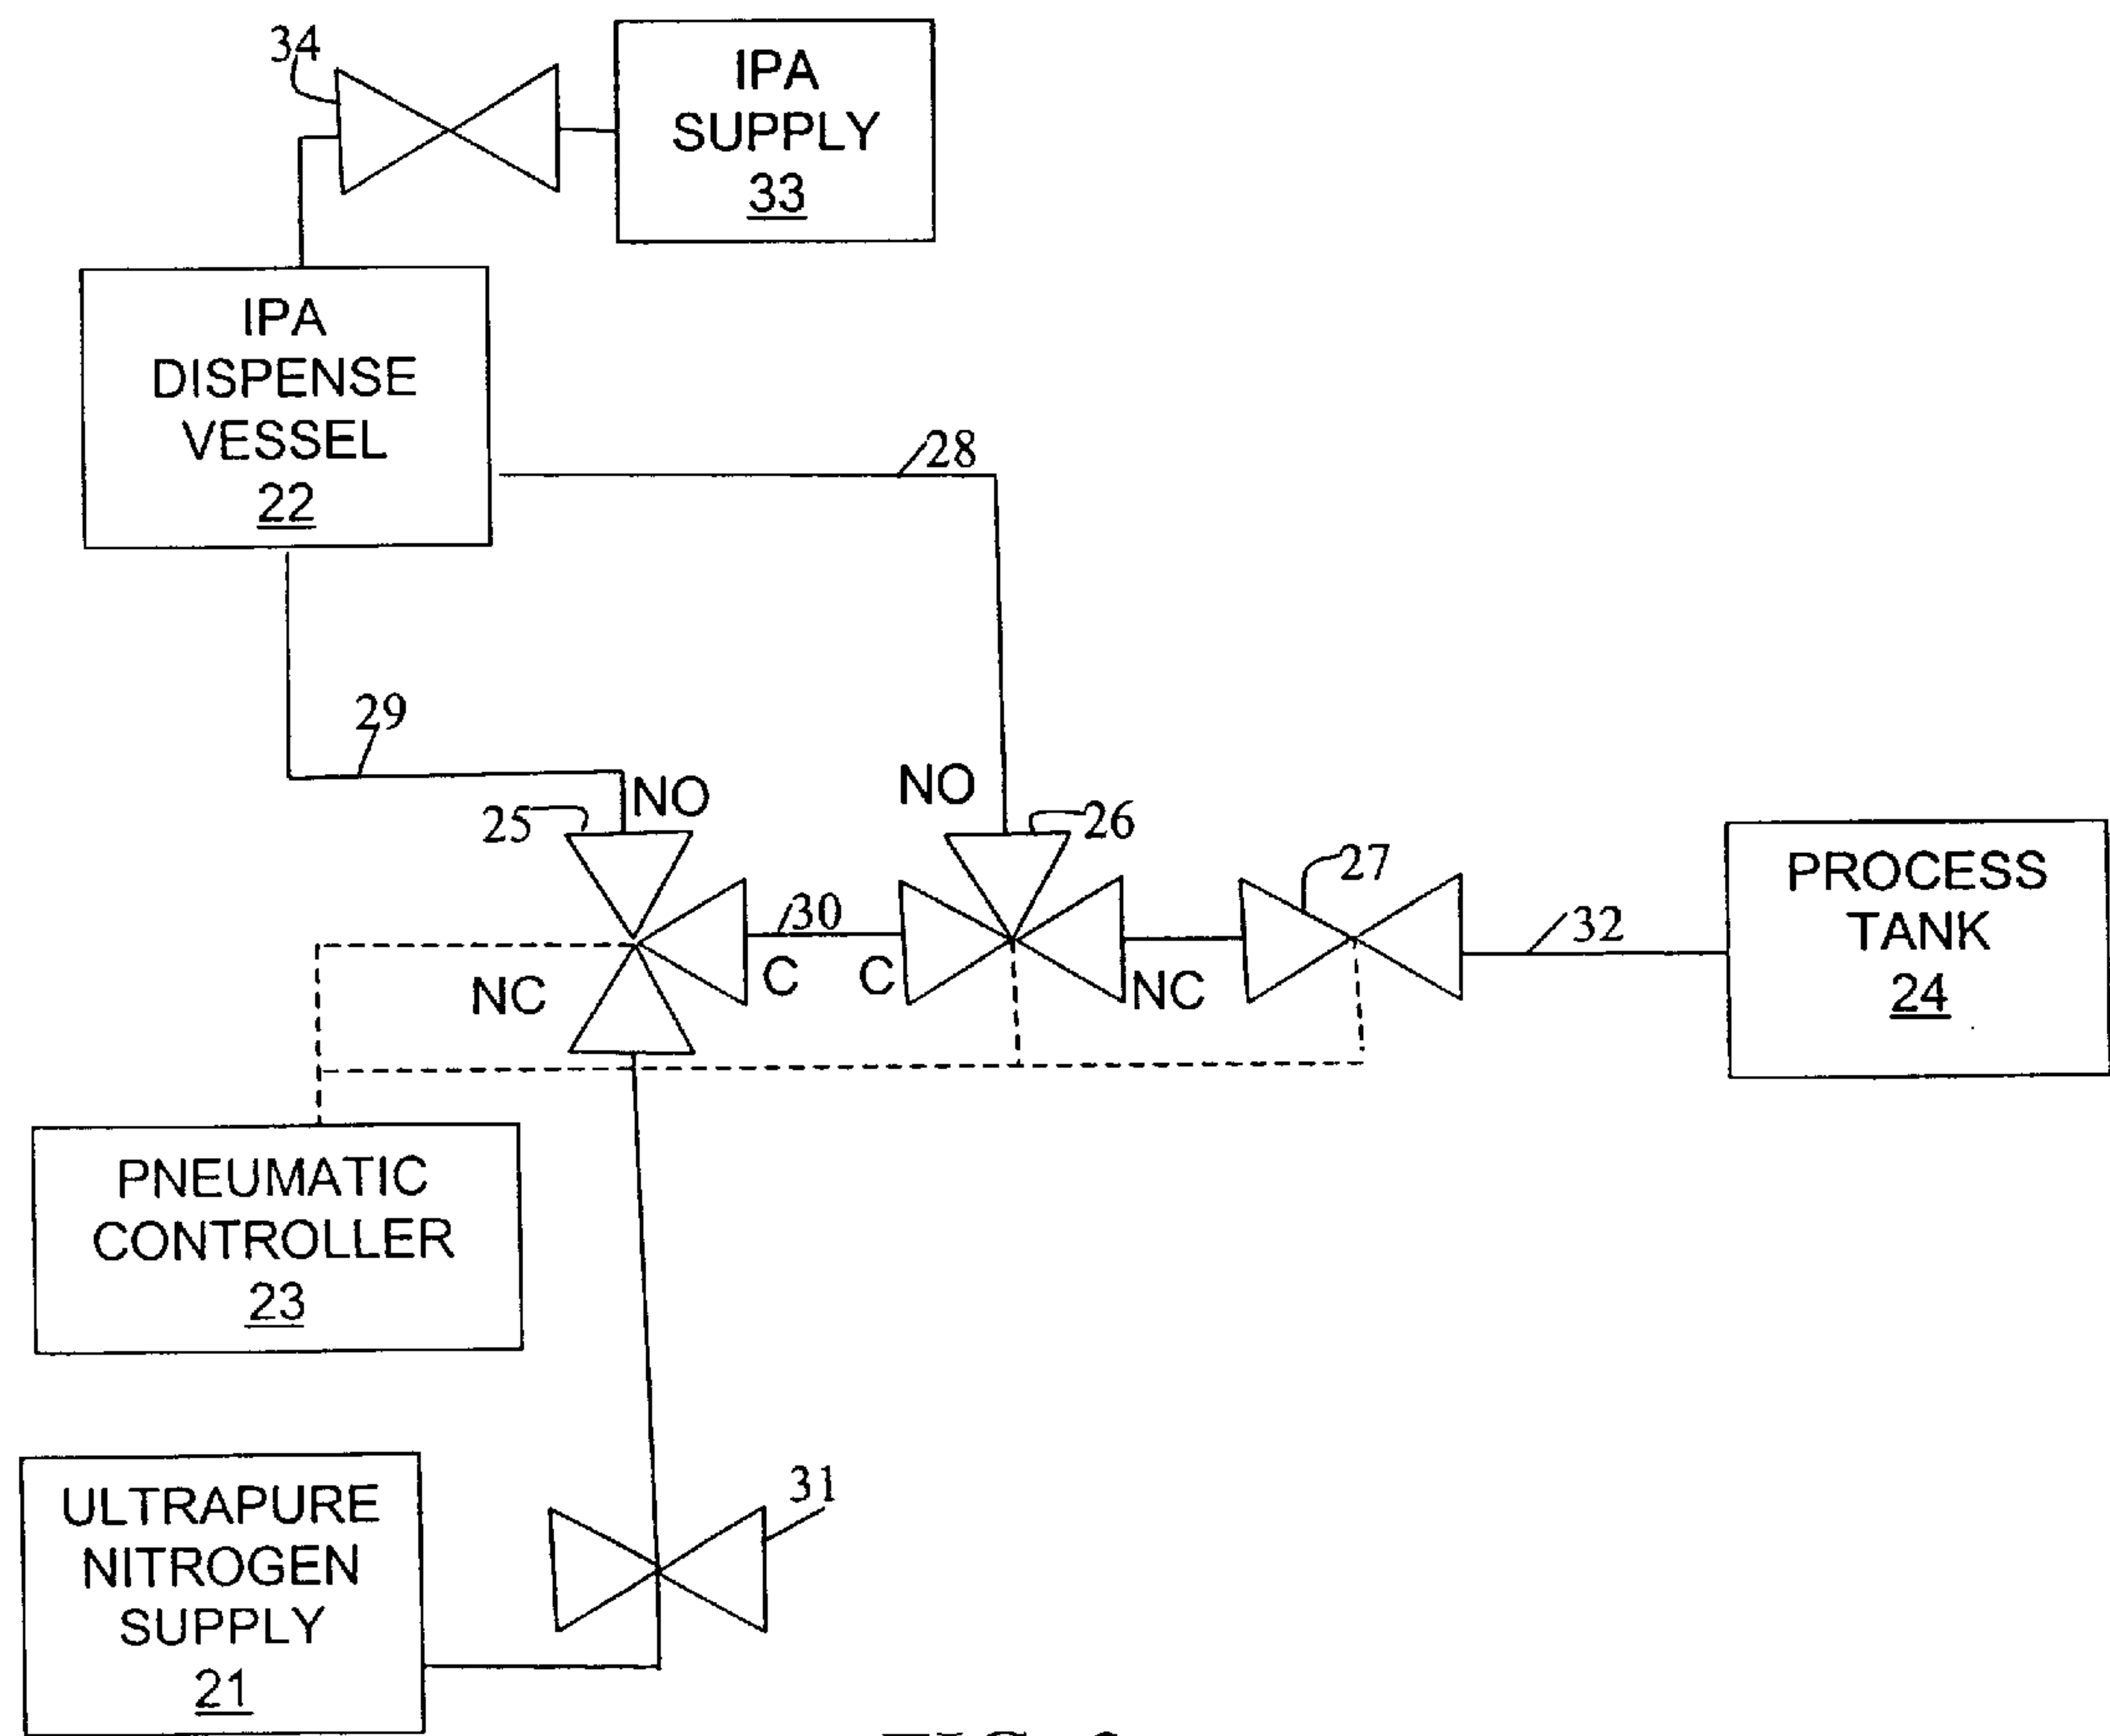 34
IPA
SUPPLY
33
IPA
DISPENSE
VESSEL
22
28
29
NO
NO
25
26
27
30
32
C
C
NC
NC
PROCESS
TANK
24
PNEUMATIC
CONTROLLER
23
31
ULTRAPURE
NITROGEN
SUPPLY
21